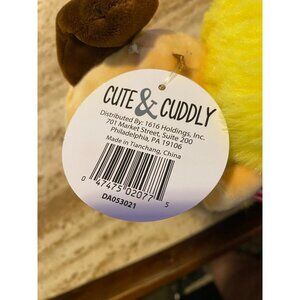 CUTE & CUDDLY
Distributed By: 1616 Holdings, Inc.
701 Market Street, Suite 200
Philadelphia, PA 19106
Made in Tianchang, China
0 47475 02077 5
DA053021